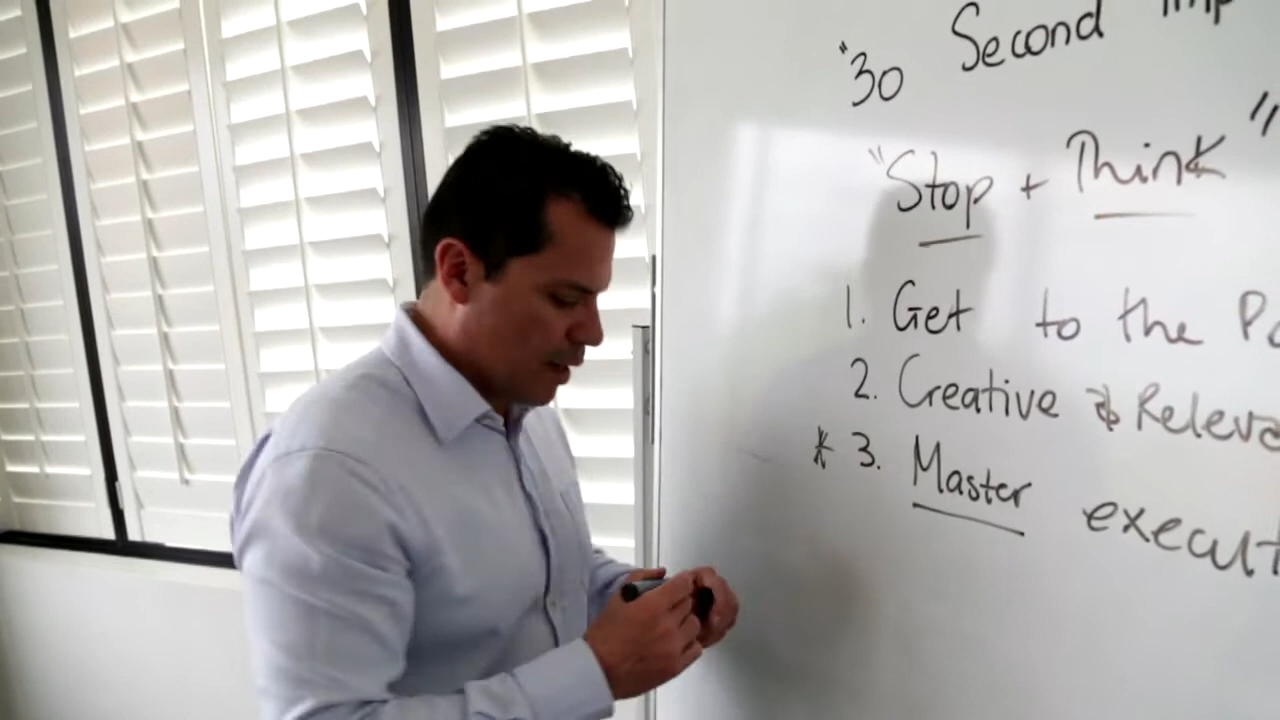 "30 Second
"Stop + Think"
1. Get to the
2. Creative &
* 3. Master